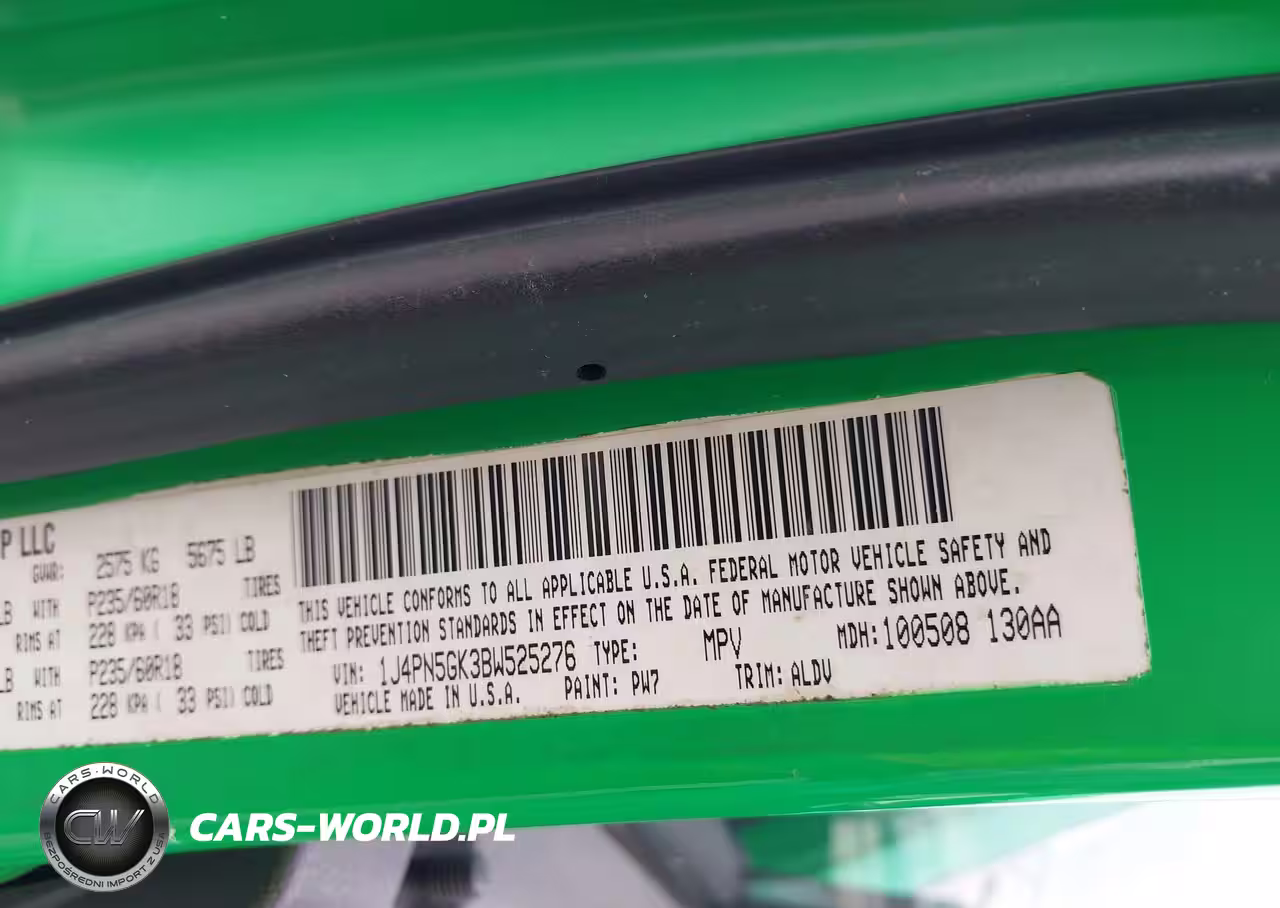 P LLC
GVWR: 2575 KG 5675 LB
LB WITH P235/60R18 TIRES
RIMS AT 228 KPA ( 33 PSI) COLD
LB WITH P235/60R18 TIRES
RIMS AT 228 KPA ( 33 PSI) COLD
THIS VEHICLE CONFORMS TO ALL APPLICABLE U.S.A. FEDERAL MOTOR VEHICLE SAFETY AND
THEFT PREVENTION STANDARDS IN EFFECT ON THE DATE OF MANUFACTURE SHOWN ABOVE.
VIN: 1J4PN5GK3BW525276 TYPE: MPV MDH: 100508 130AA
VEHICLE MADE IN U.S.A. PAINT: PW7 TRIM: ALDV
CARS-WORLD
CW
BEZPOŚREDNI IMPORT Z USA
CARS-WORLD.PL